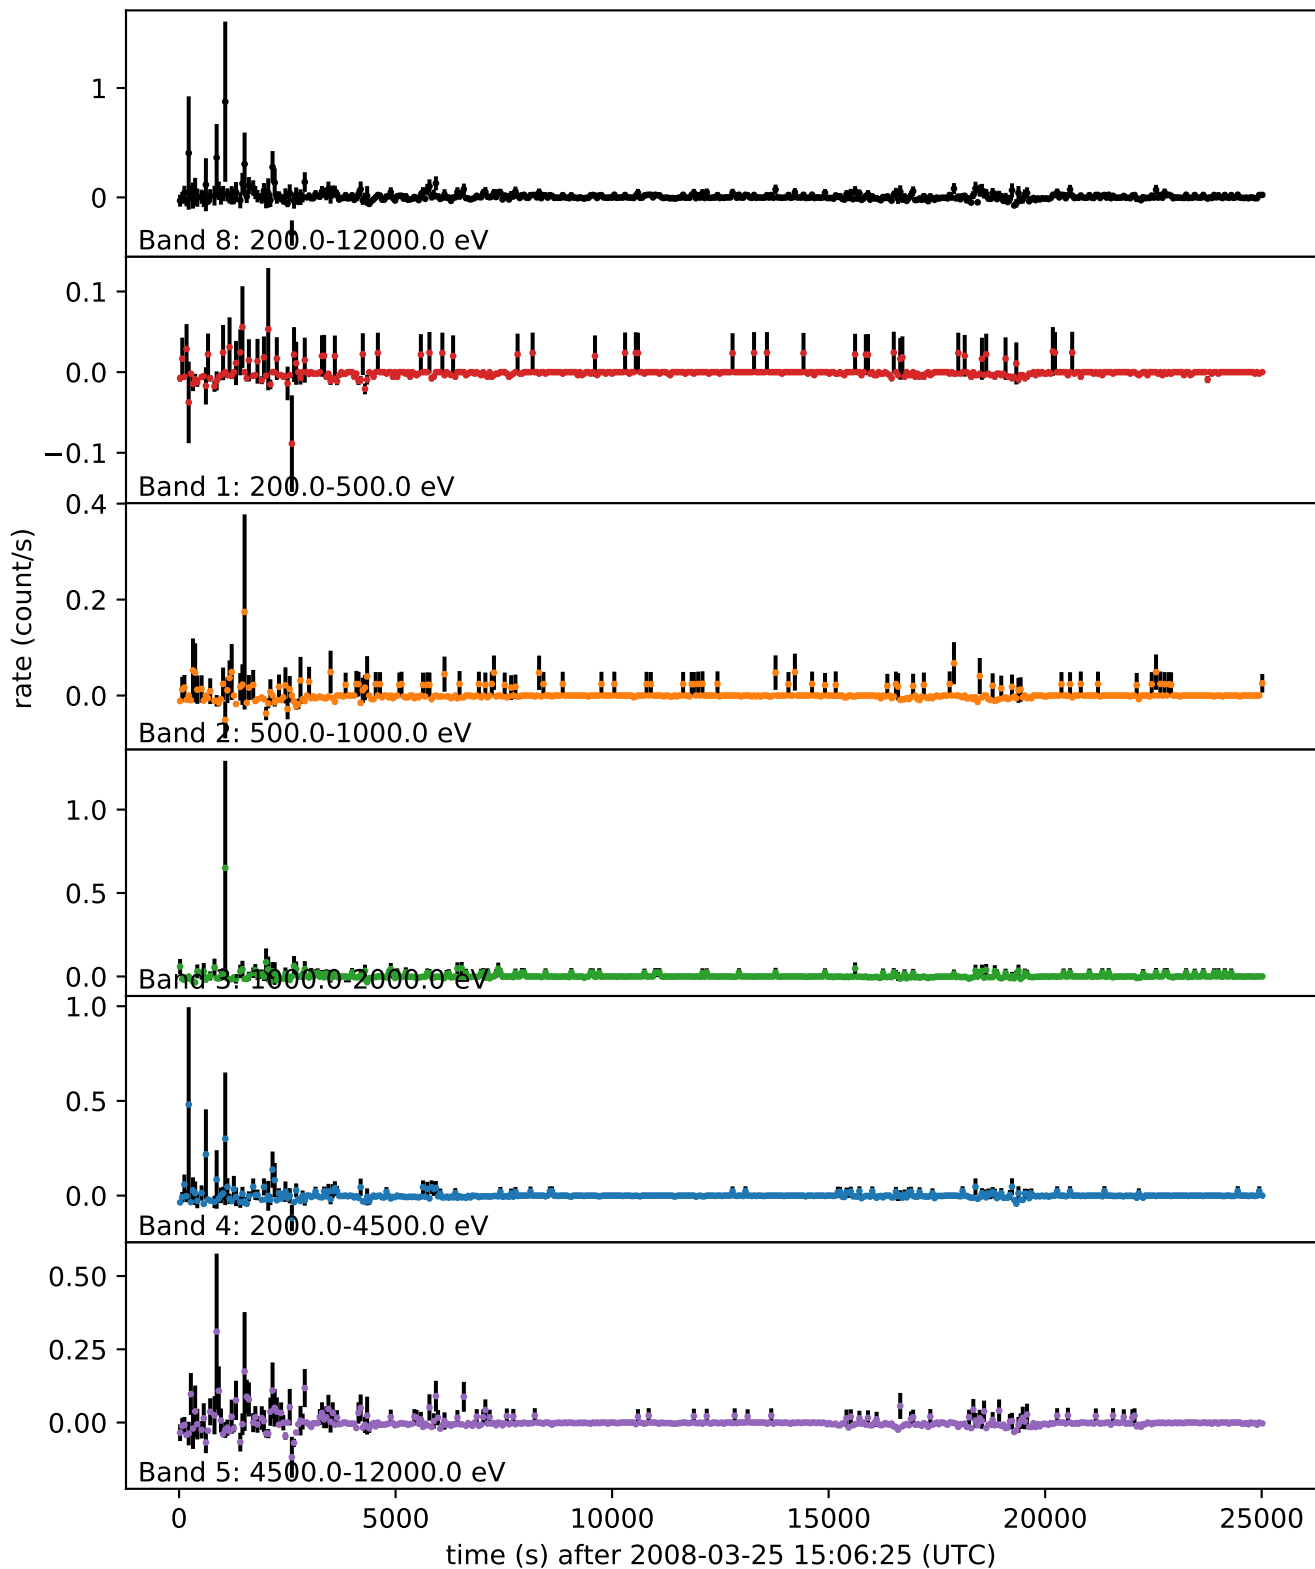 1
0
Band 8: 200.0-12000.0 eV
0.1
0.0
−0.1
Band 1: 200.0-500.0 eV
0.4
0.2
0.0
Band 2: 500.0-1000.0 eV
rate (count/s)
1.0
0.5
0.0
Band 3: 1000.0-2000.0 eV
1.0
0.5
0.0
Band 4: 2000.0-4500.0 eV
0.50
0.25
0.00
Band 5: 4500.0-12000.0 eV
0 5000 10000 15000 20000 25000
time (s) after 2008-03-25 15:06:25 (UTC)